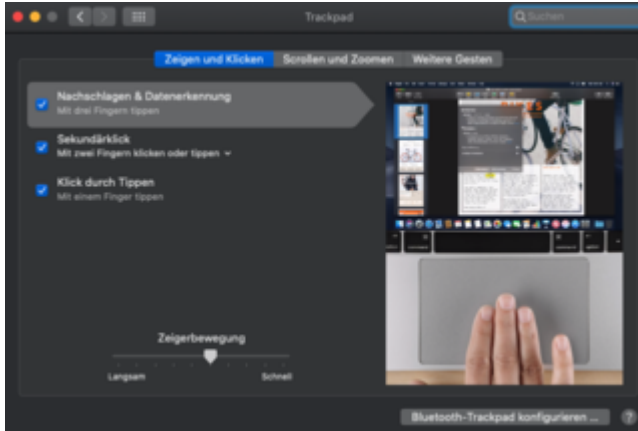 Trackpad
Suchen
Zeigen und Klicken
Scrollen und Zoomen
Weitere Gesten
Nachschlagen & Datenerkennung
Mit drei Fingern tippen
Sekundärklick
Mit zwei Fingern klicken oder tippen
Klick durch Tippen
Mit einem Finger tippen
Zeigerbewegung
Langsam
Schnell
Bluetooth-Trackpad konfigurieren ...
?